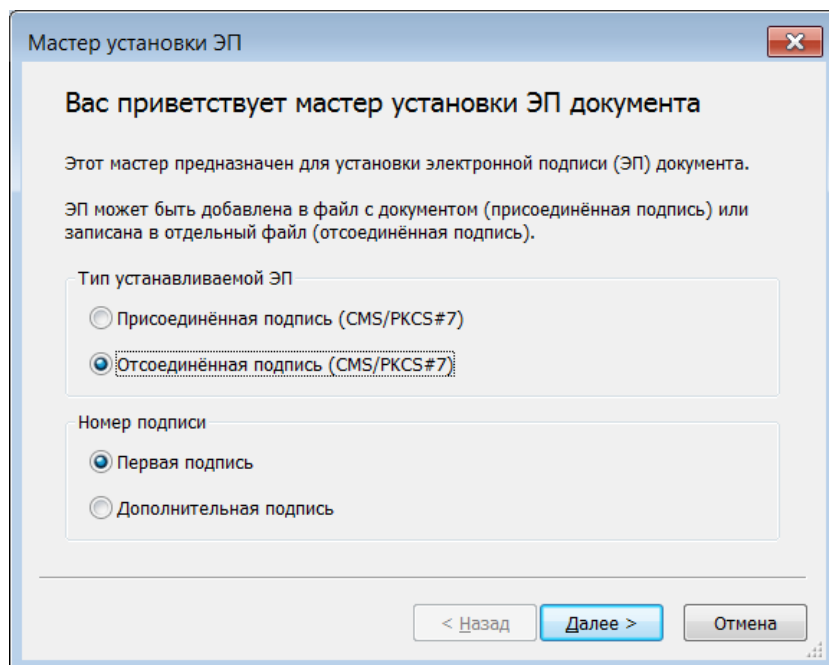 Мастер установки ЭП
Вас приветствует мастер установки ЭП документа
Этот мастер предназначен для установки электронной подписи (ЭП) документа.
ЭП может быть добавлена в файл с документом (присоединённая подпись) или
записана в отдельный файл (отсоединённая подпись).
Тип устанавливаемой ЭП
Присоединённая подпись (CMS/PKCS#7)
Отсоединённая подпись (CMS/PKCS#7)
Номер подписи
Первая подпись
Дополнительная подпись
< Назад Далее > Отмена